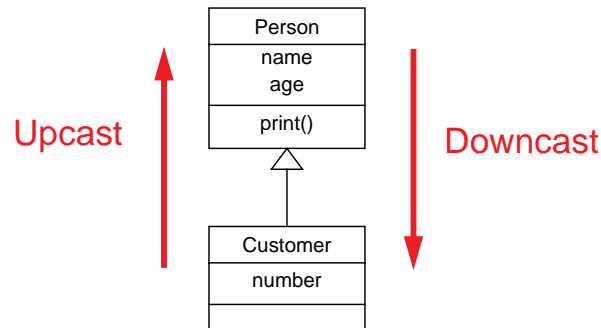 Person
name
age
print()
Upcast
Downcast
Customer
number